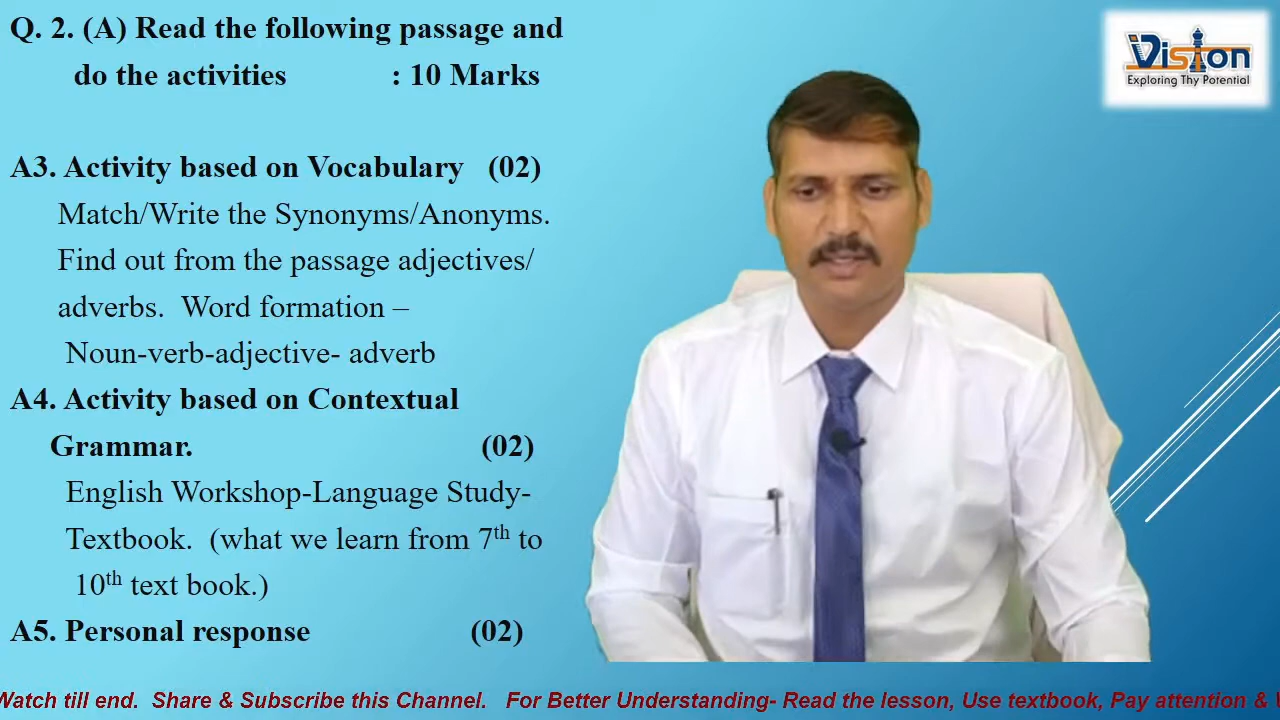 Q. 2. (A) Read the following passage and
do the activities : 10 Marks
Vision
Exploring Thy Potential
A3. Activity based on Vocabulary (02)
Match/Write the Synonyms/Anonyms.
Find out from the passage adjectives/
adverbs. Word formation –
Noun-verb-adjective- adverb
A4. Activity based on Contextual
Grammar. (02)
English Workshop-Language Study-
Textbook. (what we learn from 7th to
10th text book.)
A5. Personal response (02)
Watch till end. Share & Subscribe this Channel. For Better Understanding- Read the lesson, Use textbook, Pay attention &